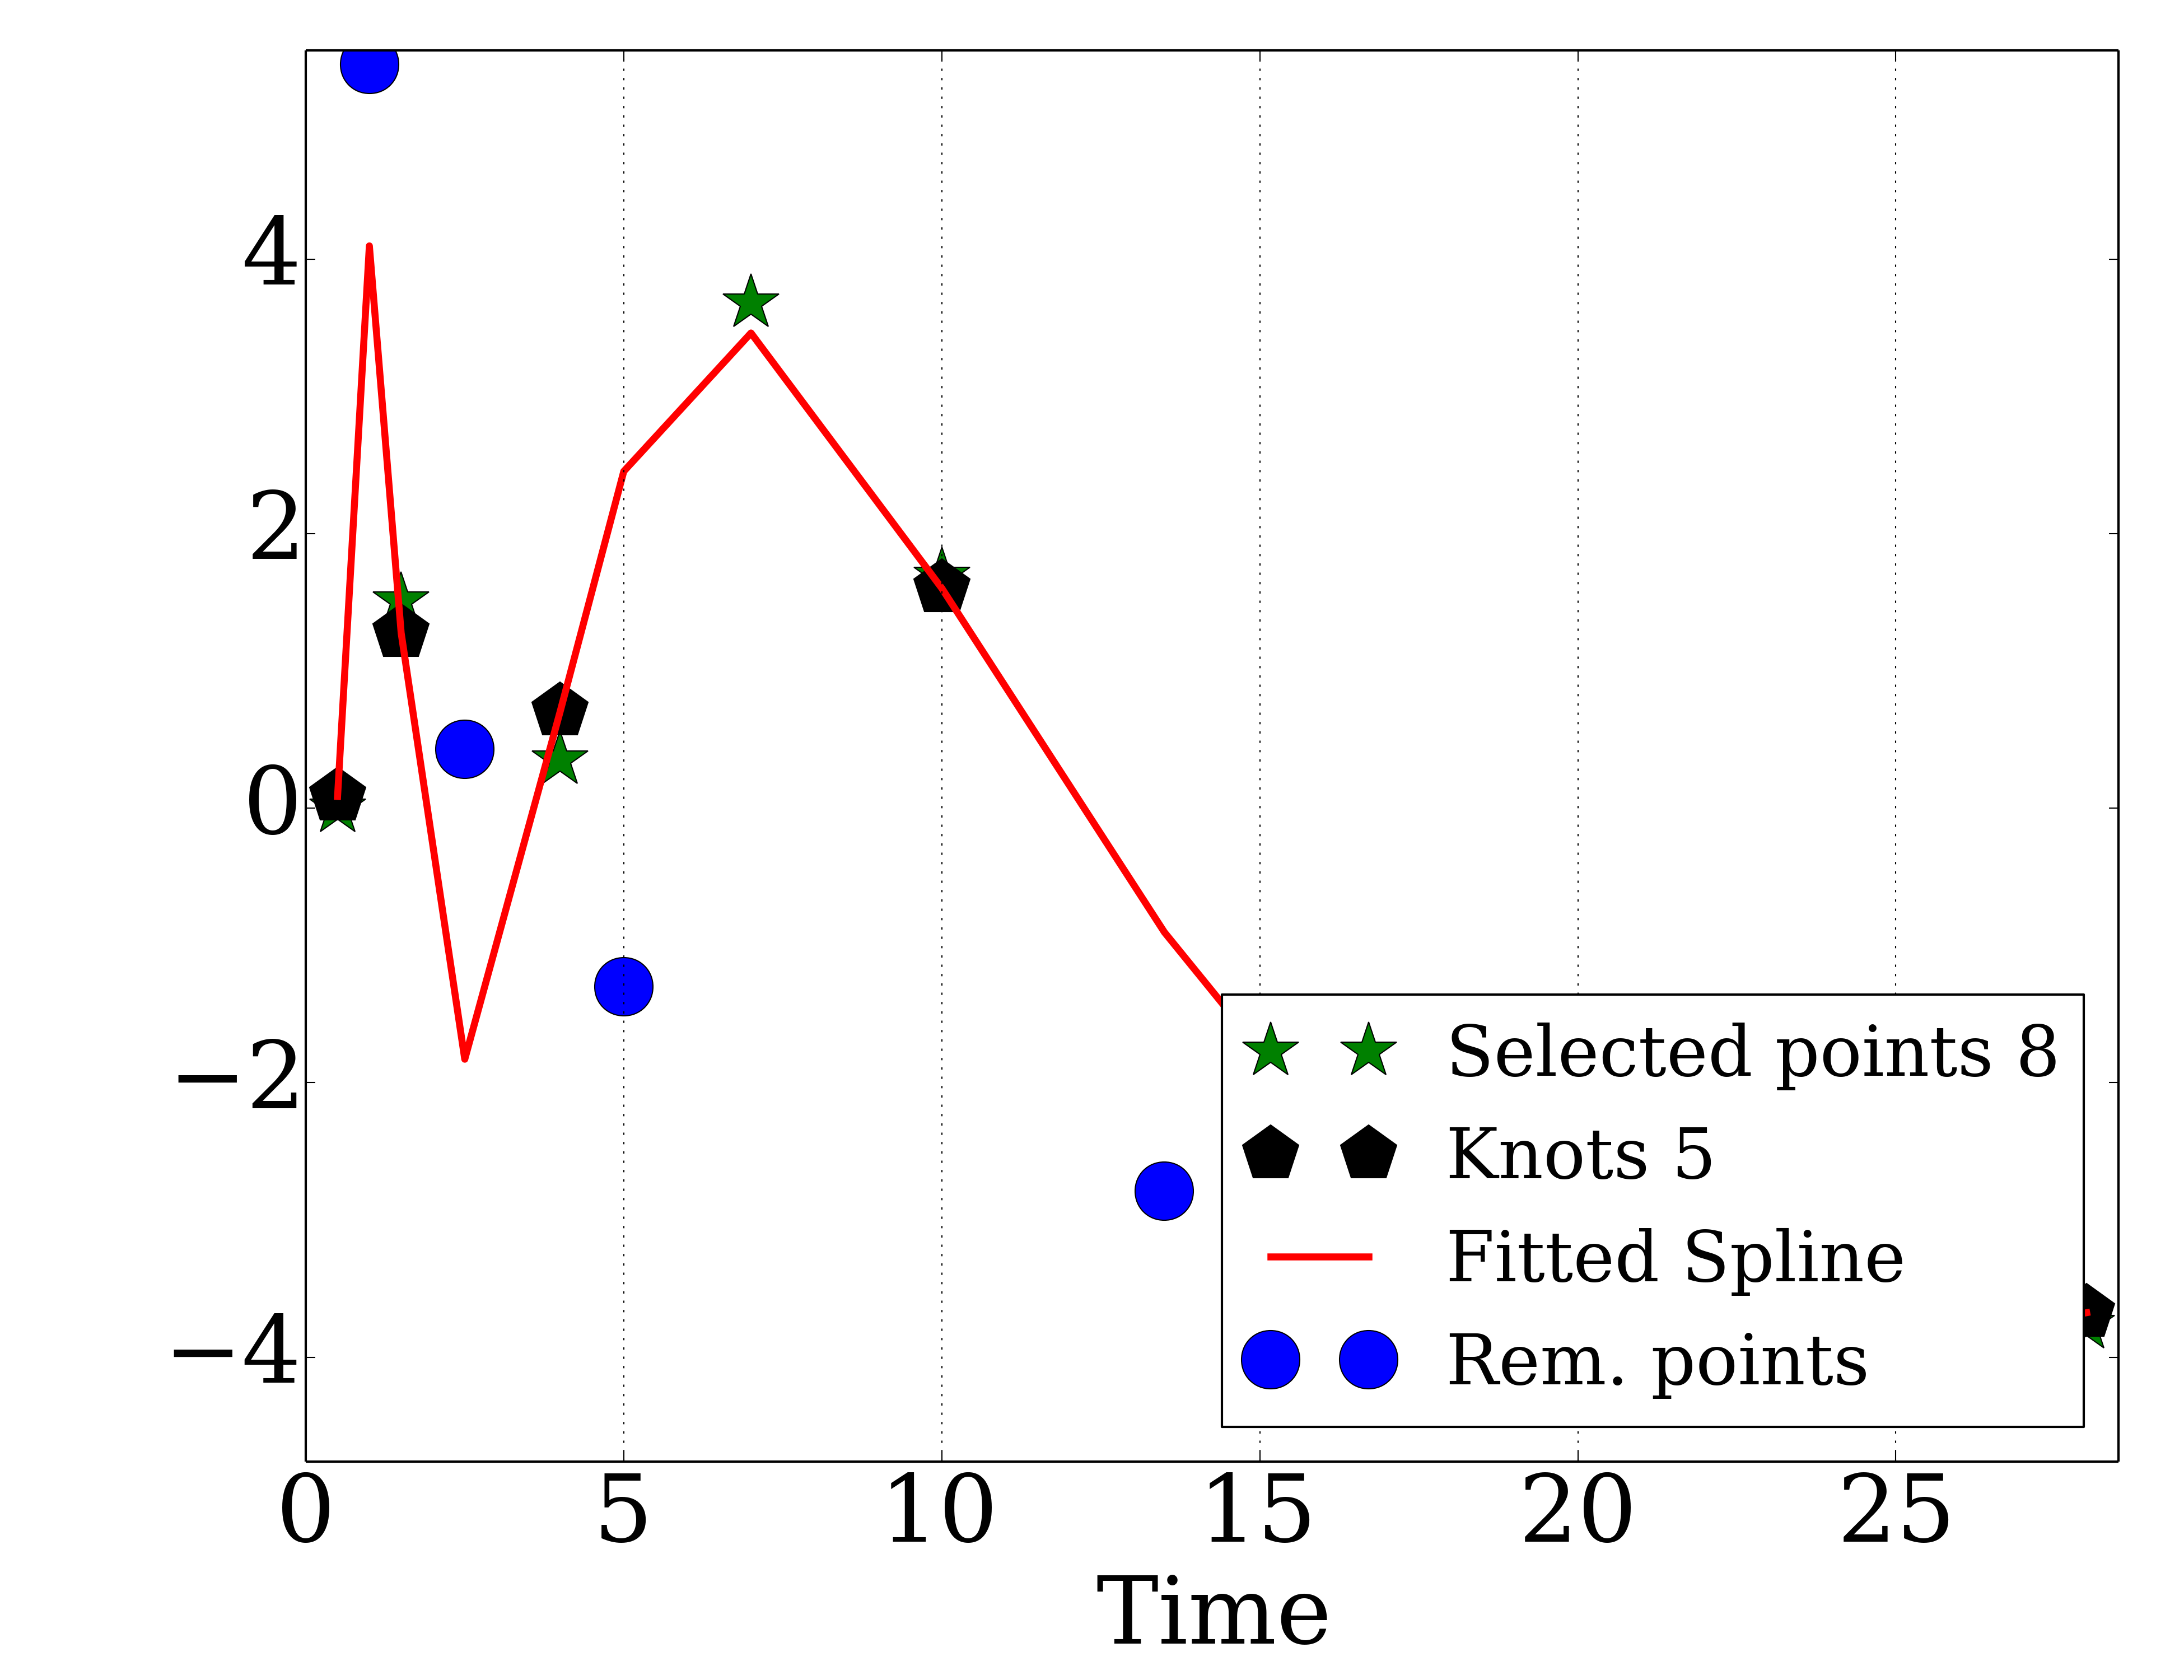 4
2
0
−2
−4
0 5 10 15 20 25
Time
Selected points 8
Knots 5
Fitted Spline
Rem. points